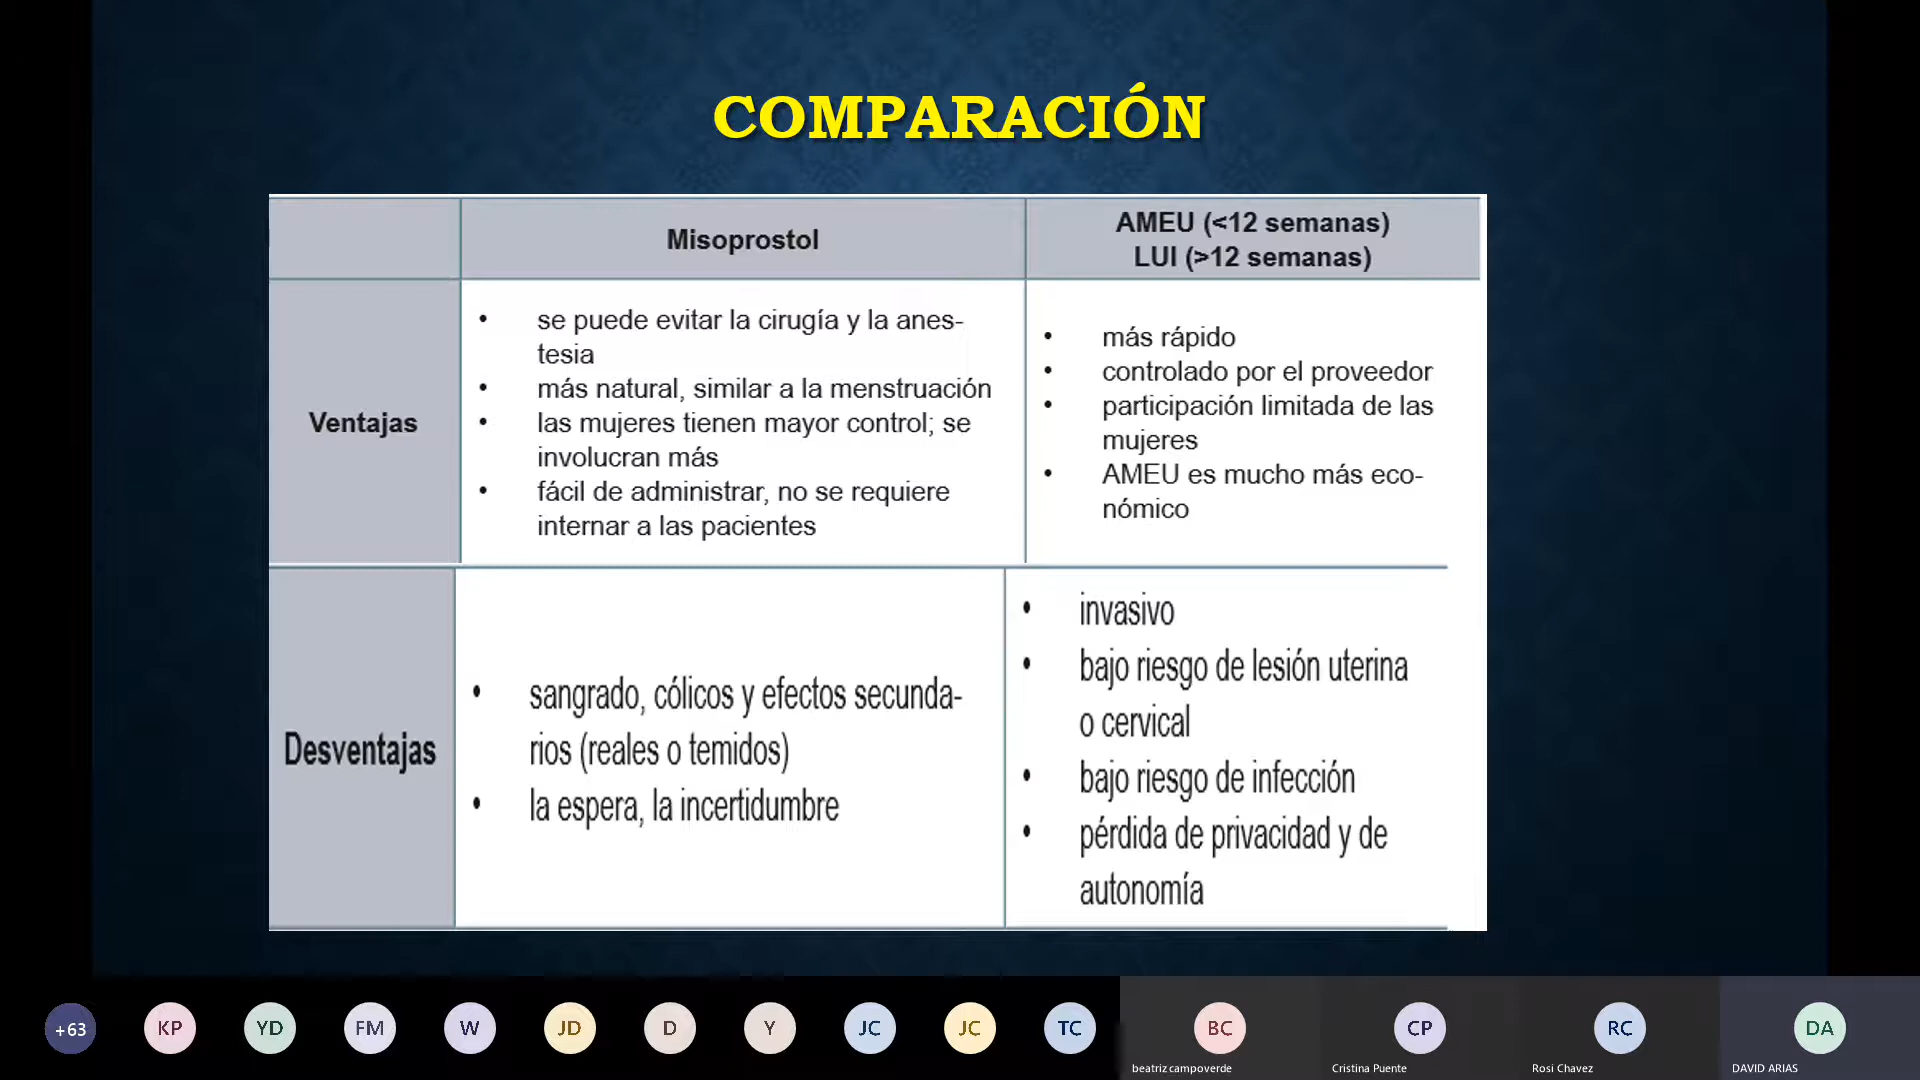 COMPARACIÓN
Misoprostol
AMEU (<12 semanas)
LUI (>12 semanas)
Ventajas
• se puede evitar la cirugía y la anes-
tesia
• más natural, similar a la menstruación
• las mujeres tienen mayor control; se
involucran más
• fácil de administrar, no se requiere
internar a las pacientes
• más rápido
• controlado por el proveedor
• participación limitada de las
mujeres
• AMEU es mucho más eco-
nómico
Desventajas
• sangrado, cólicos y efectos secunda-
rios (reales o temidos)
• la espera, la incertidumbre
• invasivo
• bajo riesgo de lesión uterina
o cervical
• bajo riesgo de infección
• pérdida de privacidad y de
autonomía
+63
KP
YD
FM
W
JD
D
Y
JC
JC
TC
BC
beatriz campoverde
CP
Cristina Puente
RC
Rosi Chavez
DA
DAVID ARIAS